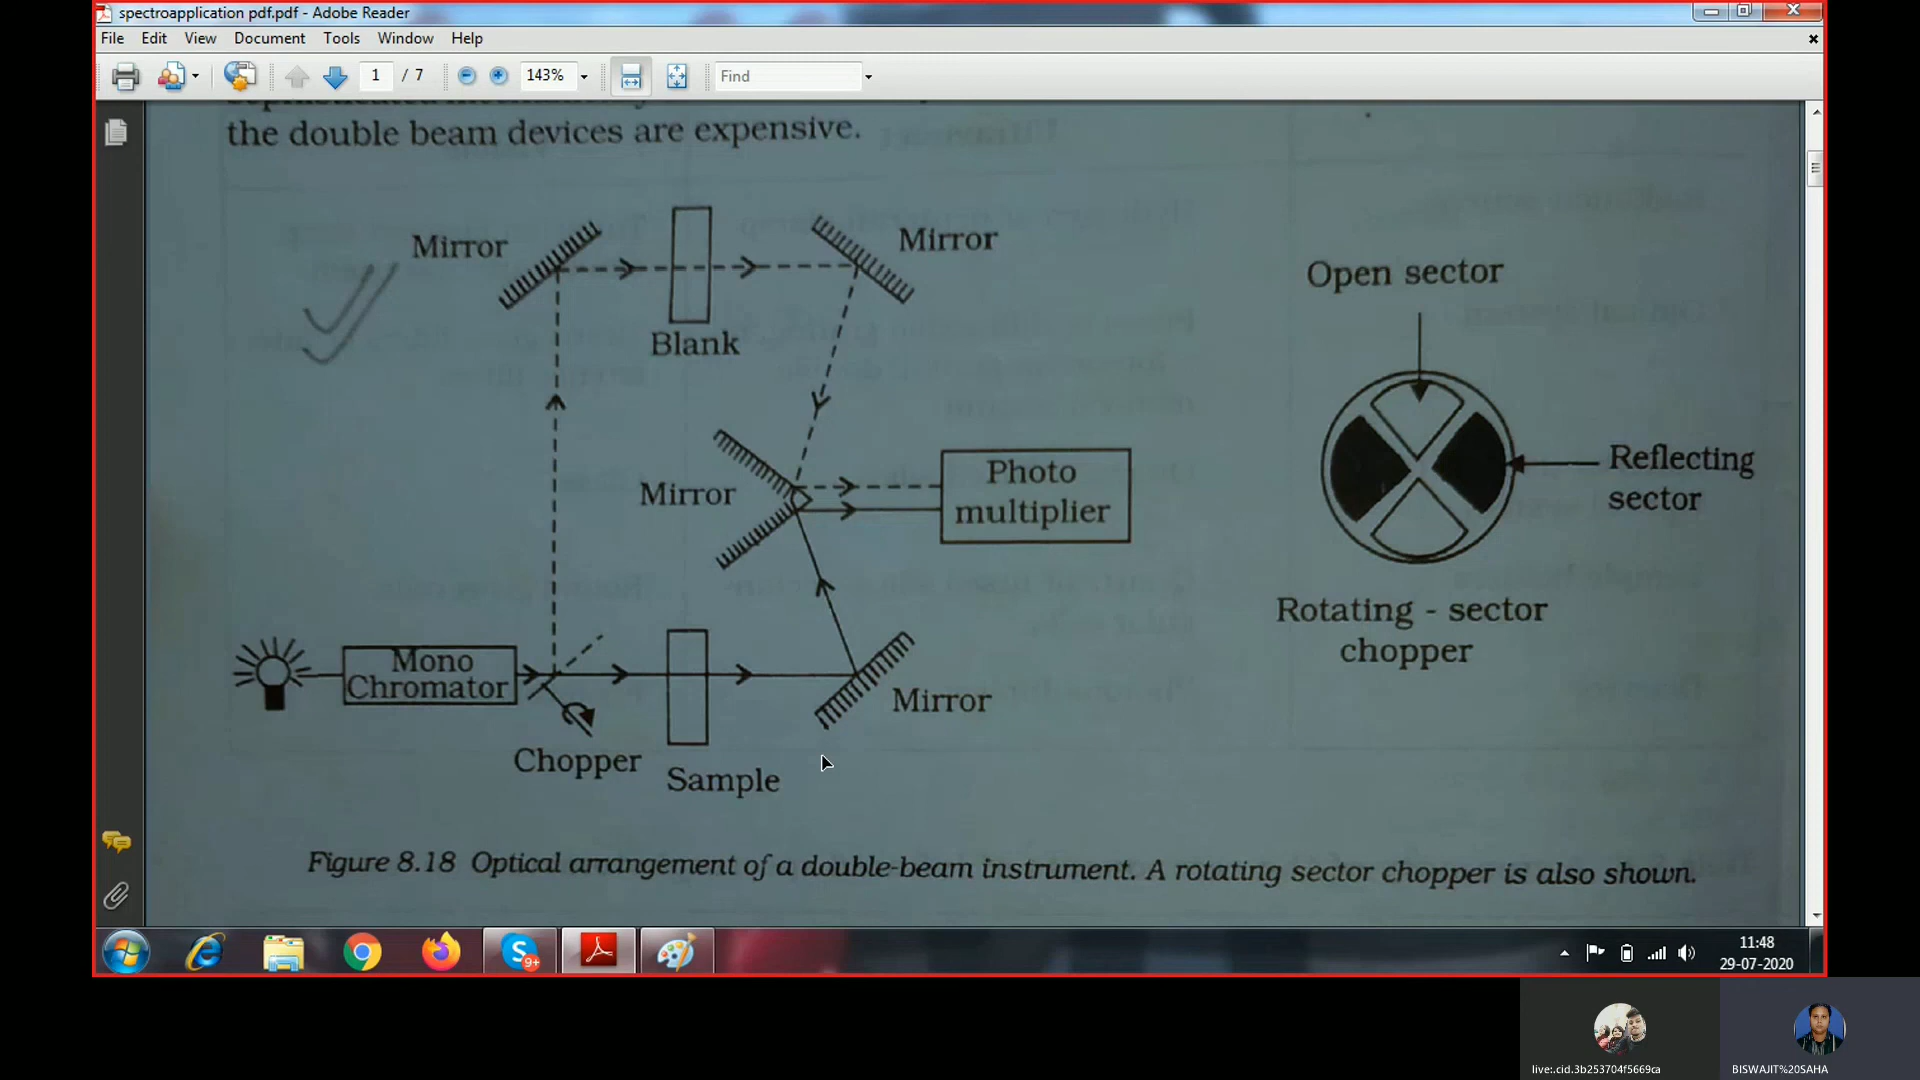 spectroapplication pdf.pdf - Adobe Reader
File Edit View Document Tools Window Help
1 / 7 143% Find
the double beam devices are expensive.
Mirror
Mirror
Blank
Mirror
Photo
multiplier
Mono
Chromator
Chopper
Sample
Mirror
Open sector
Reflecting
sector
Rotating - sector
chopper
Figure 8.18 Optical arrangement of a double-beam instrument. A rotating sector chopper is also shown.
9+
11:48
29-07-2020
live:.cid.3b253704f5669ca
BISWAJIT%20SAHA